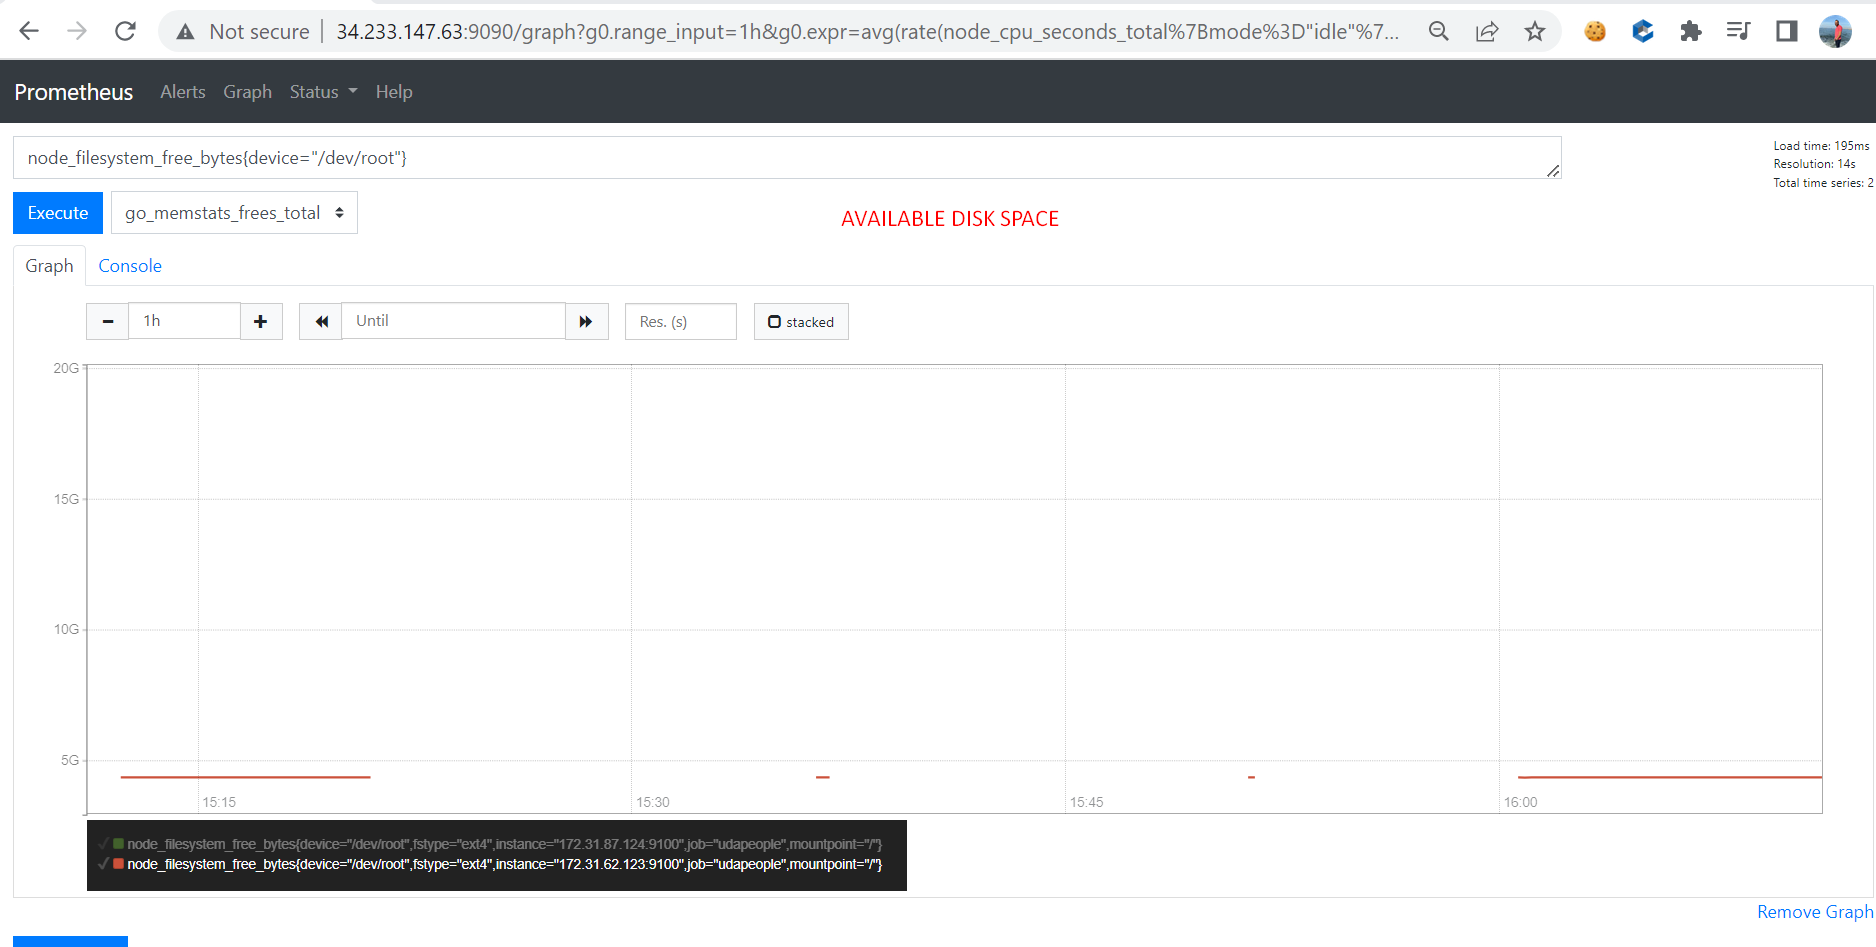 Not secure | 34.233.147.63:9090/graph?g0.range_input=1h&g0.expr=avg(rate(node_cpu_seconds_total%7Bmode%3D"idle"%7...
Prometheus Alerts Graph Status Help
node_filesystem_free_bytes{device="/dev/root"}
Load time: 195ms
Resolution: 14s
Total time series: 2
Execute go_memstats_frees_total
AVAILABLE DISK SPACE
Graph Console
1h Until Res. (s) stacked
20G
15G
10G
5G
15:15 15:30 15:45 16:00
✓ node_filesystem_free_bytes{device="/dev/root",fstype="ext4",instance="172.31.87.124:9100",job="udapeople",mountpoint="/"}
✓ node_filesystem_free_bytes{device="/dev/root",fstype="ext4",instance="172.31.62.123:9100",job="udapeople",mountpoint="/"}
Remove Graph